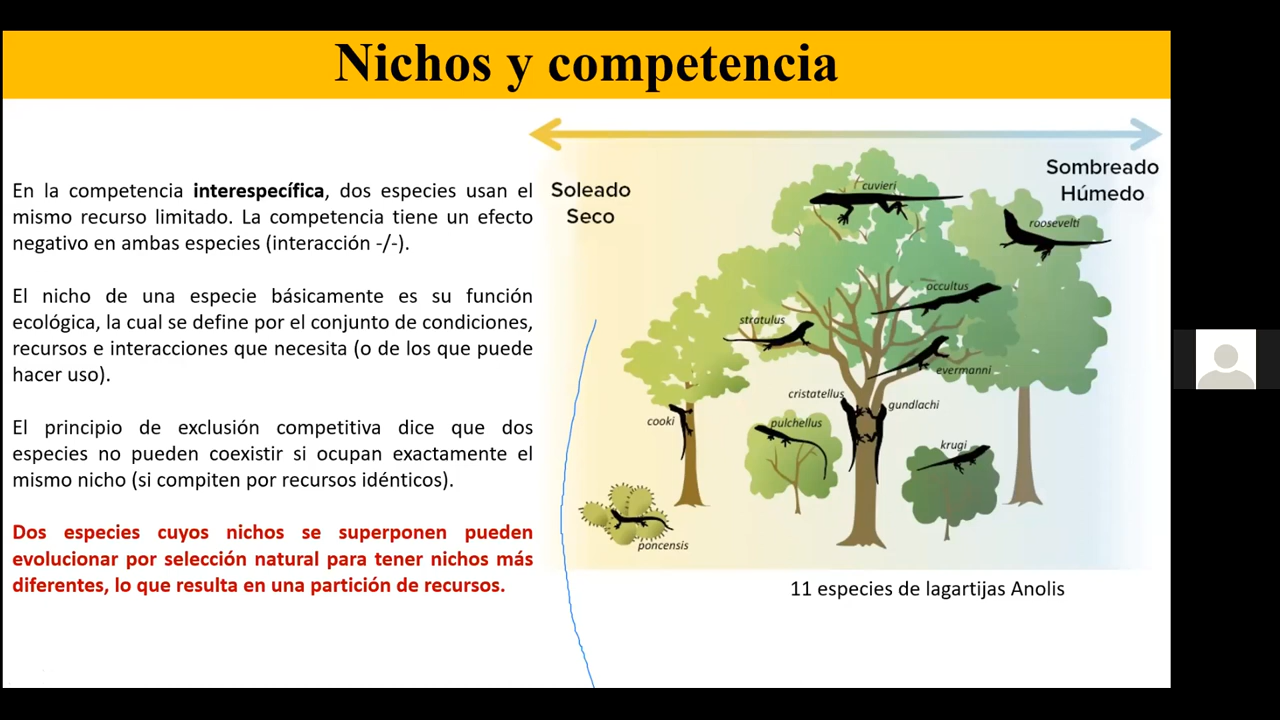 Nichos y competencia
En la competencia interespecífica, dos especies usan el
mismo recurso limitado. La competencia tiene un efecto
negativo en ambas especies (interacción -/-).
El nicho de una especie básicamente es su función
ecológica, la cual se define por el conjunto de condiciones,
recursos e interacciones que necesita (o de los que puede
hacer uso).
El principio de exclusión competitiva dice que dos
especies no pueden coexistir si ocupan exactamente el
mismo nicho (si compiten por recursos idénticos).
Dos especies cuyos nichos se superponen pueden
evolucionar por selección natural para tener nichos más
diferentes, lo que resulta en una partición de recursos.
Soleado
Seco
Sombreado
Húmedo
cuvieri
roosevelti
occultus
stratulus
evermanni
cristatellus
gundlachi
cooki
pulchellus
krugi
poncensis
11 especies de lagartijas Anolis